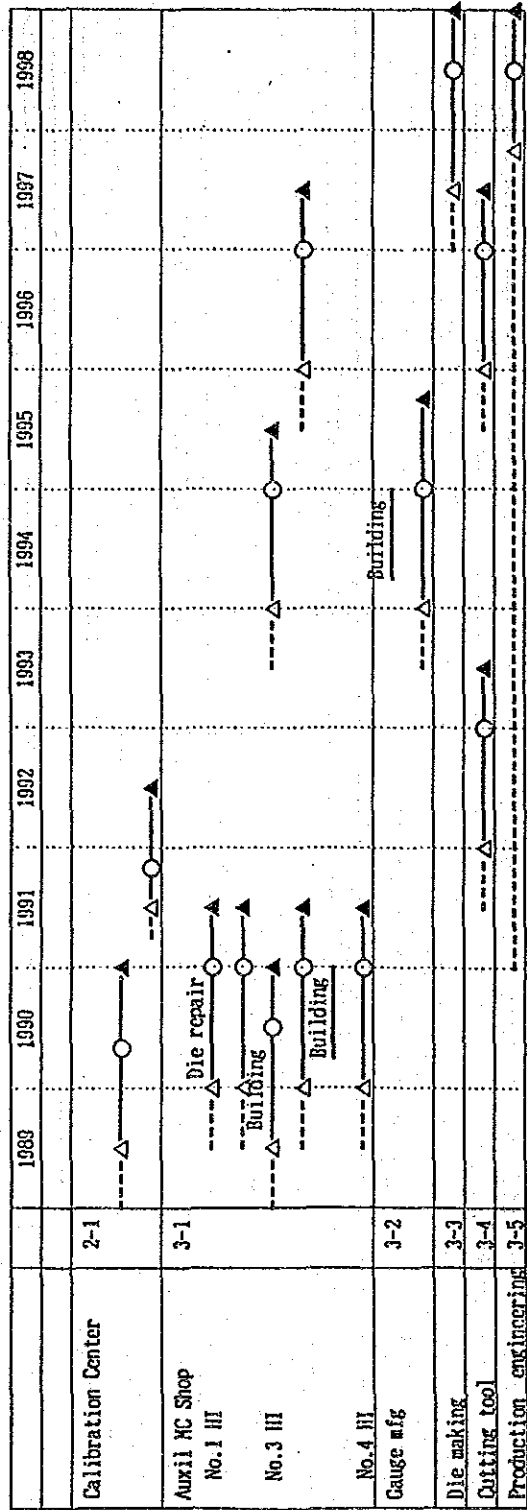 1989 1990 1991 1992 1993 1994 1995 1996 1997 1998
Calibration Center 2-1
Auxil MC Shop 3-1
No.1 HI
Die repair
Building
No.3 HI
Building
No.4 HI
Gauge mfg 3-2
Building
Die making 3-3
Cutting tool 3-4
Production engineering 3-5